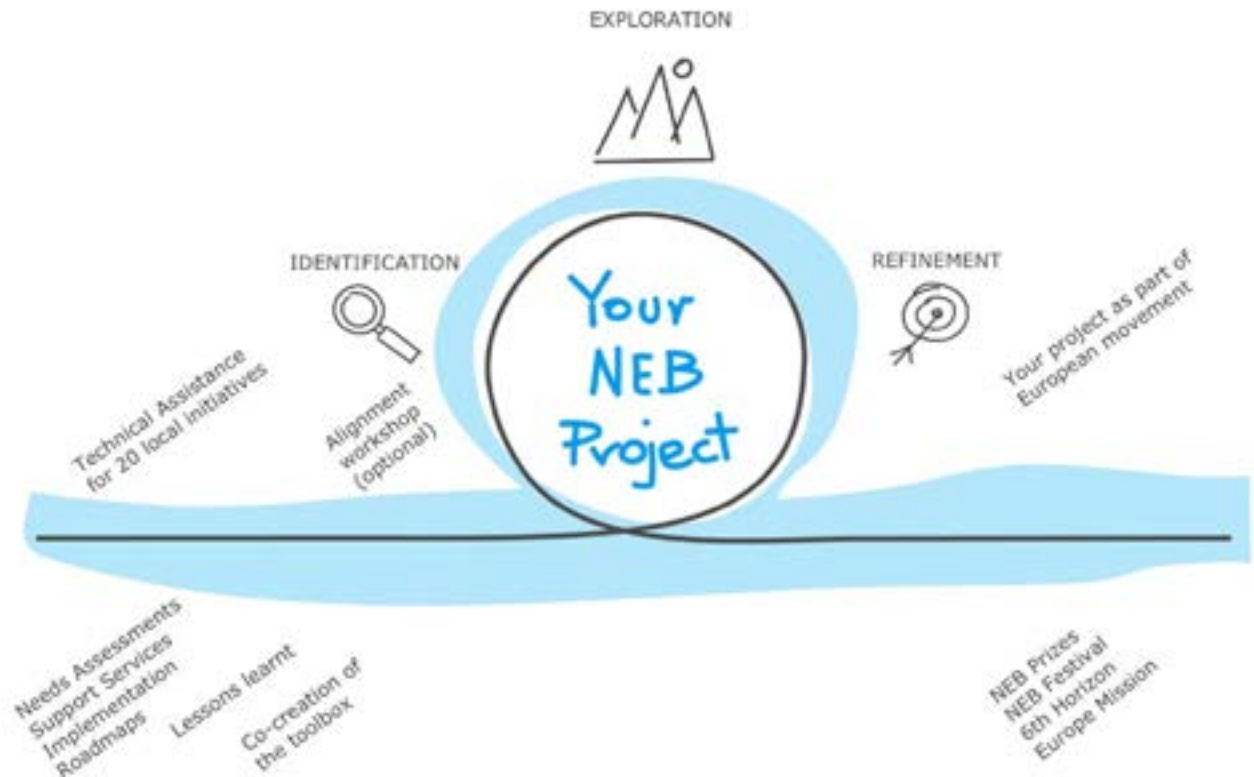 EXPLORATION
IDENTIFICATION
REFINEMENT
Your
NEB
Project
Technical Assistance
for 20 local initiatives
Alignment
workshop
(optional)
Your project as part of
European movement
Needs Assessments
Support Services
Implementation
Roadmaps
Lessons learnt
Co-creation of
the toolbox
NEB Prizes
NEB Festival
6th Horizon
Europe Mission